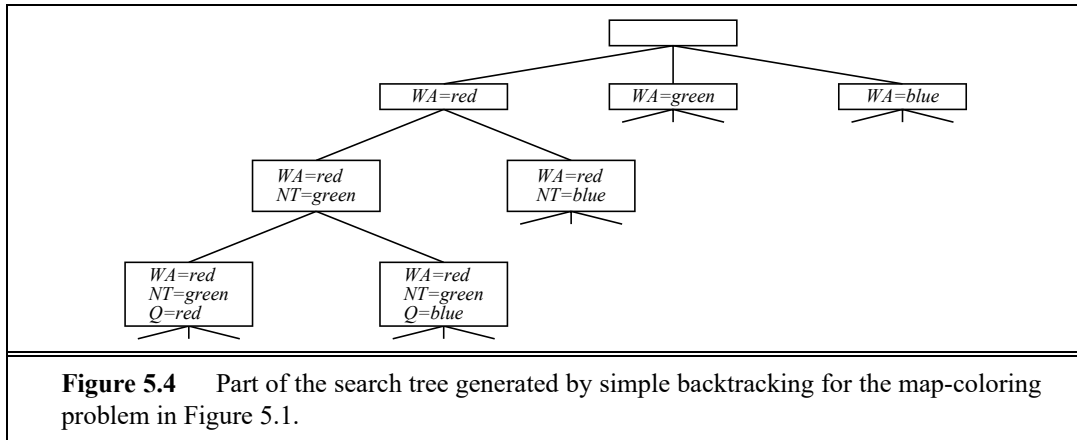 WA=red
WA=green
WA=blue
WA=red
NT=green
WA=red
NT=blue
WA=red
NT=green
Q=red
WA=red
NT=green
Q=blue
Figure 5.4 Part of the search tree generated by simple backtracking for the map-coloring
problem in Figure 5.1.